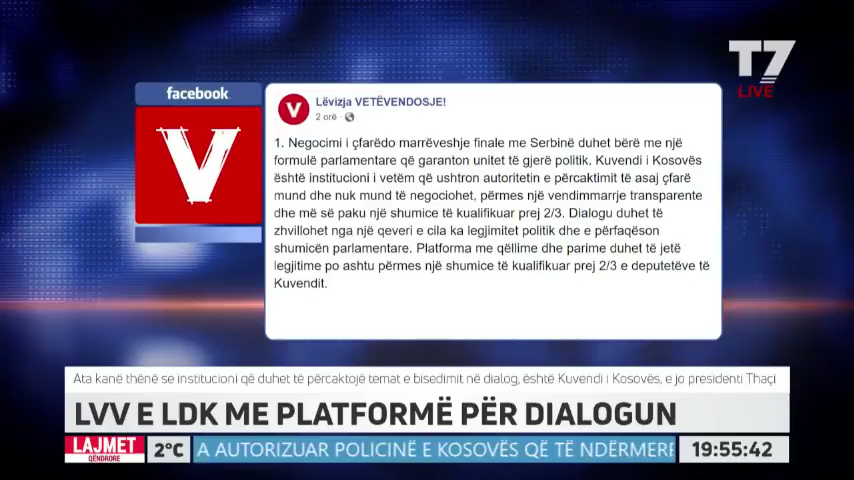 T7
LIVE
facebook
V
V
Lëvizja VETËVENDOSJE!
2 orë ·
1. Negocimi i çfarëdo marrëveshje finale me Serbinë duhet bërë me një
formulë parlamentare që garanton unitet të gjerë politik. Kuvendi i Kosovës
është institucioni i vetëm që ushtron autoritetin e përcaktimit të asaj çfarë
mund dhe nuk mund të negociohet, përmes një vendimmarrje transparente
dhe më së paku një shumice të kualifikuar prej 2/3. Dialogu duhet të
zhvillohet nga një qeveri e cila ka legjimitet politik dhe e përfaqëson
shumicën parlamentare. Platforma me qëllime dhe parime duhet të jetë
legjitime po ashtu përmes një shumice të kualifikuar prej 2/3 e deputetëve të
Kuvendit.
Ata kanë thënë se institucioni që duhet të përcaktojë temat e bisedimit në dialog, është Kuvendi i Kosovës, e jo presidenti Thaçi
LVV E LDK ME PLATFORMË PËR DIALOGUN
LAJMET
QËNDRORE
2°C
A AUTORIZUAR POLICINË E KOSOVËS QË TË NDËRMERR
19:55:42